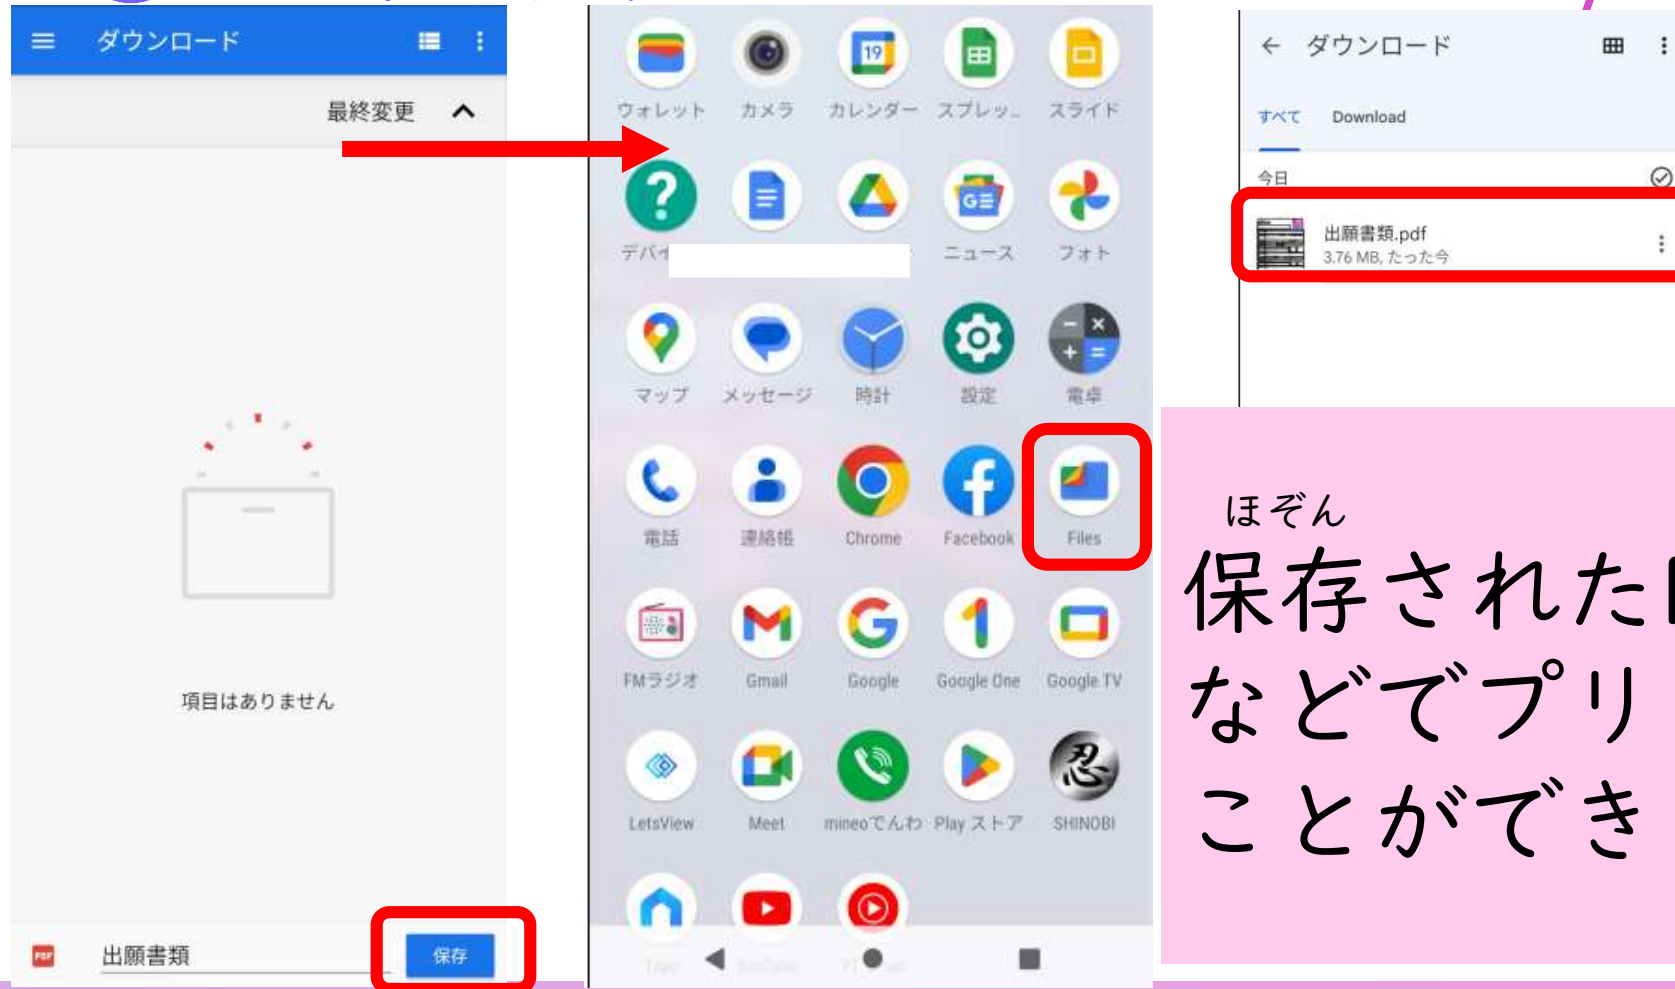 ダウンロード
最終変更
項目はありません
PDF
出願書類
保存
19
ウォレット
カメラ
カレンダー
スプレッ...
スライド
GE
デバイ
ニュース
フォト
マップ
メッセージ
時計
設定
電卓
電話
連絡帳
Chrome
Facebook
Files
FMラジオ
Gmail
Google
Google One
Google TV
忍
LetsView
Meet
mineoでんわ
Play ストア
SHINOBI
ダウンロード
すべて
Download
今日
出願書類.pdf
3.76 MB, たった今
ほぞん
保存された
などでプリ
ことができ